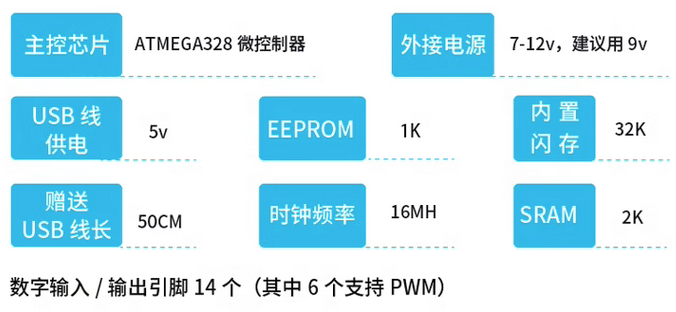 主控芯片 ATMEGA328 微控制器 外接电源 7-12v，建议用 9v
USB 线 供电 5v EEPROM 1K 内置 闪存 32K
赠送 USB 线长 50CM 时钟频率 16MH SRAM 2K
数字输入 / 输出引脚 14 个（其中 6 个支持 PWM）